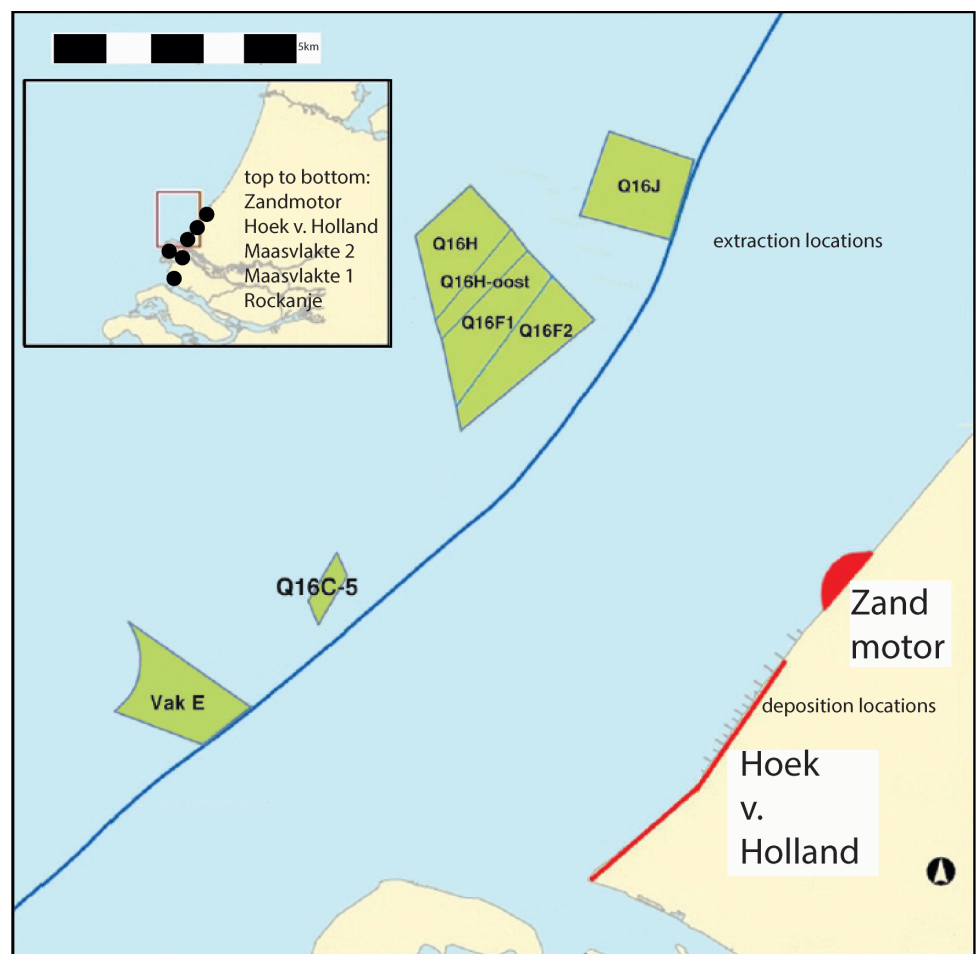 5km
top to bottom:
Zandmotor
Hoek v. Holland
Maasvlakte 2
Maasvlakte 1
Rockanje
Q16J
extraction locations
Q16H
Q16H-oost
Q16F1
Q16F2
Q16C-5
Vak E
Zand
motor
deposition locations
Hoek
v.
Holland